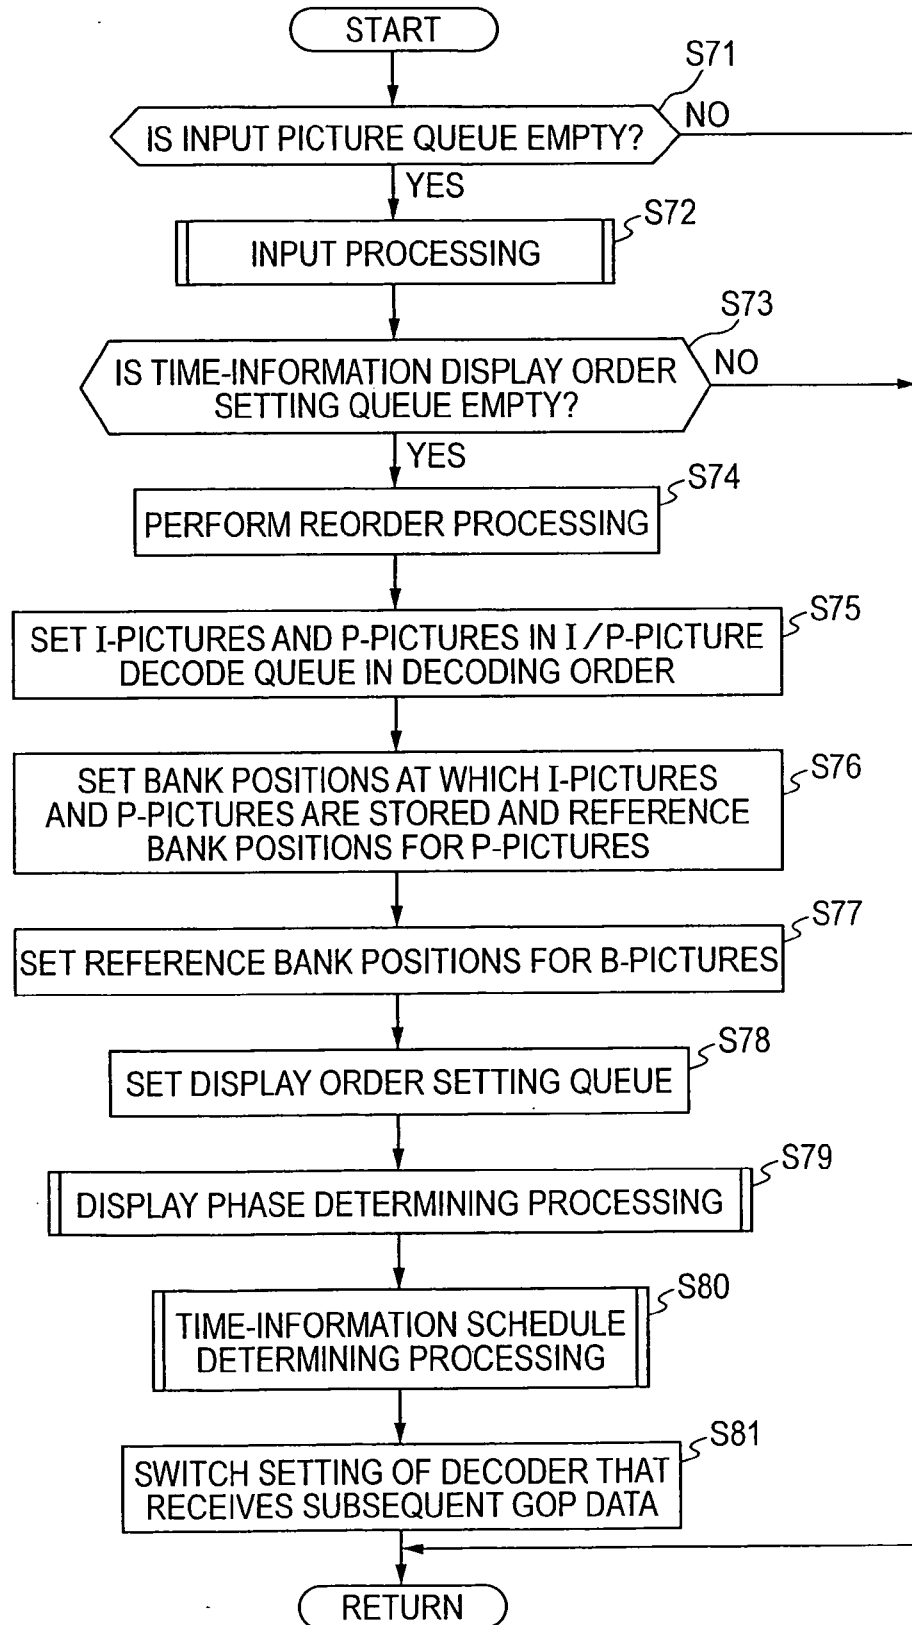 START
S71
IS INPUT PICTURE QUEUE EMPTY?
NO
YES
S72
INPUT PROCESSING
S73
IS TIME-INFORMATION DISPLAY ORDER
SETTING QUEUE EMPTY?
NO
YES
S74
PERFORM REORDER PROCESSING
S75
SET I-PICTURES AND P-PICTURES IN I/P-PICTURE
DECODE QUEUE IN DECODING ORDER
S76
SET BANK POSITIONS AT WHICH I-PICTURES
AND P-PICTURES ARE STORED AND REFERENCE
BANK POSITIONS FOR P-PICTURES
S77
SET REFERENCE BANK POSITIONS FOR B-PICTURES
S78
SET DISPLAY ORDER SETTING QUEUE
S79
DISPLAY PHASE DETERMINING PROCESSING
S80
TIME-INFORMATION SCHEDULE
DETERMINING PROCESSING
S81
SWITCH SETTING OF DECODER THAT
RECEIVES SUBSEQUENT GOP DATA
RETURN